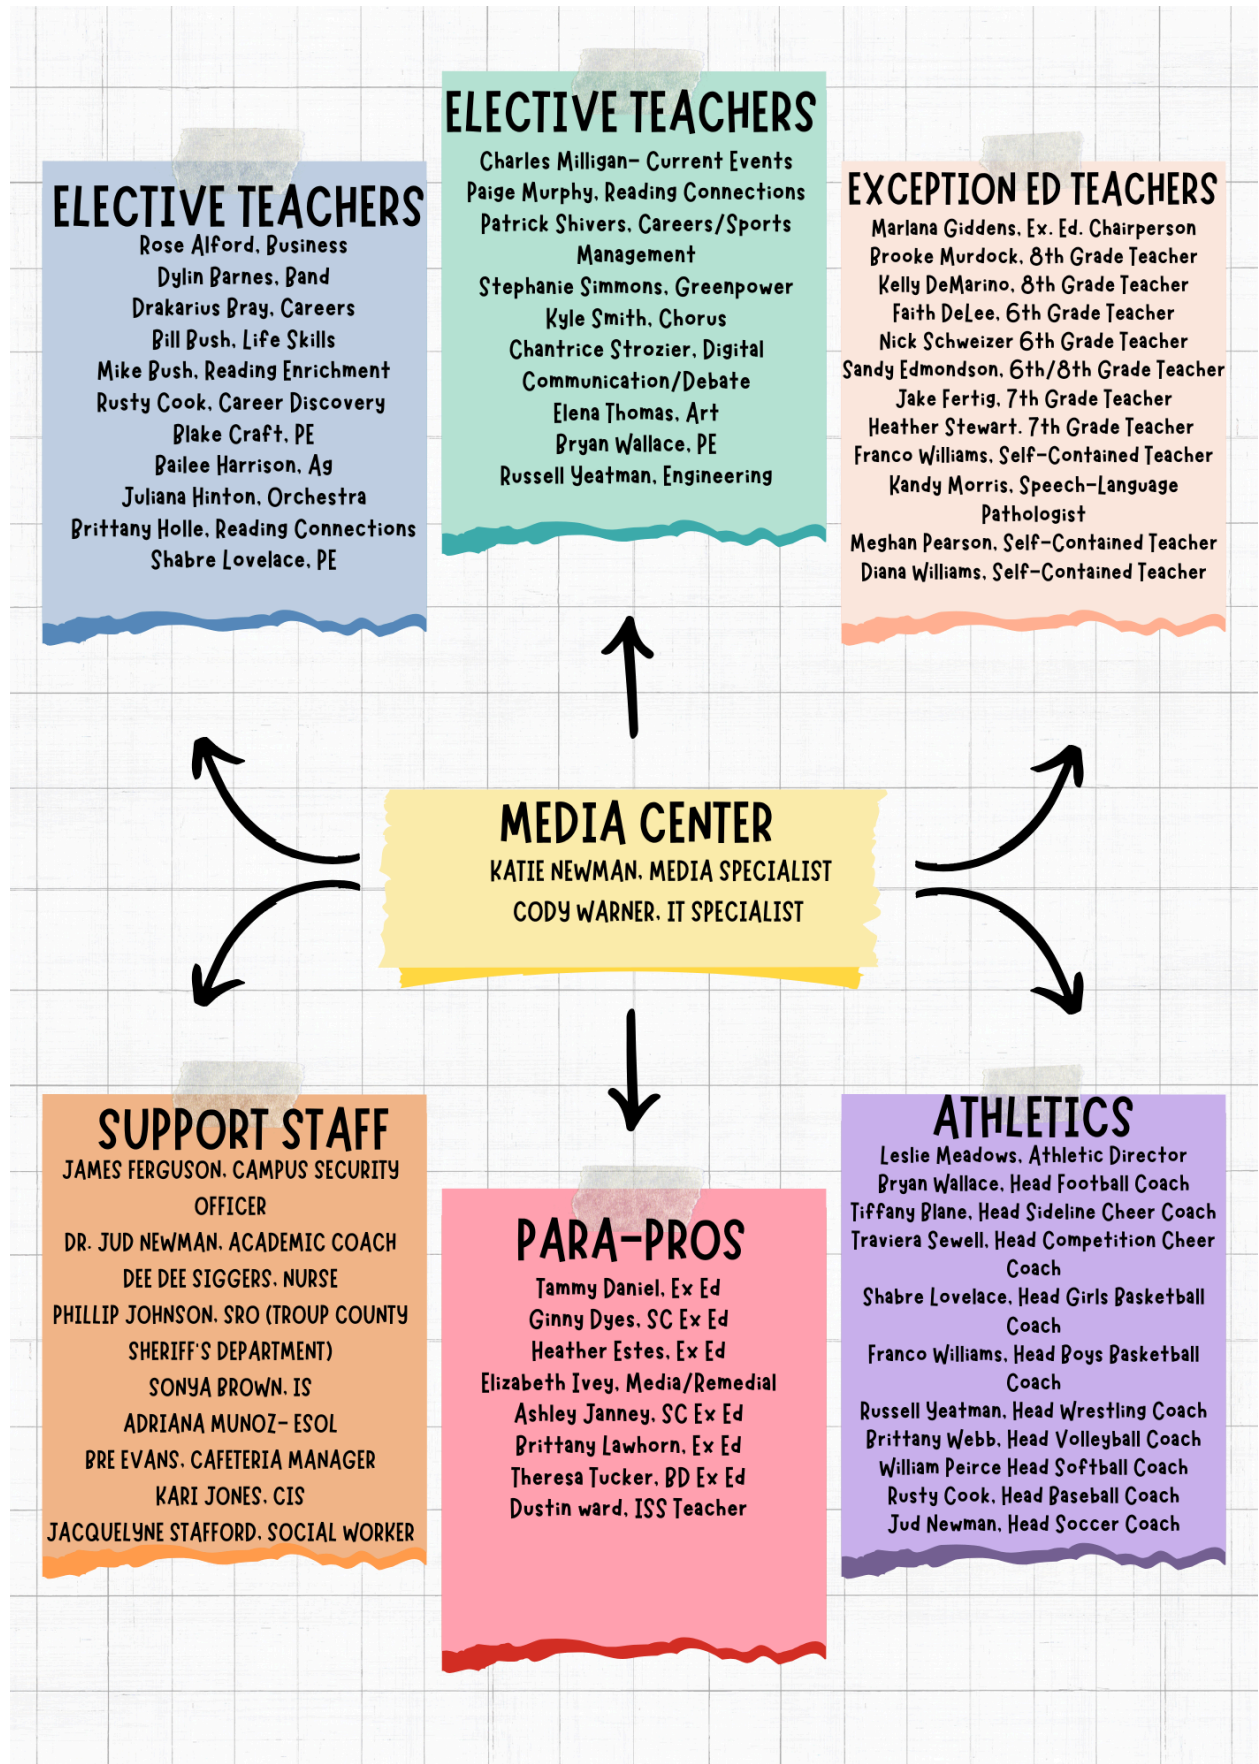 ELECTIVE TEACHERS
Rose Alford, Business
Dylin Barnes, Band
Drakarius Bray, Careers
Bill Bush, Life Skills
Mike Bush, Reading Enrichment
Rusty Cook, Career Discovery
Blake Craft, PE
Bailee Harrison, Ag
Juliana Hinton, Orchestra
Brittany Holle, Reading Connections
Shabre Lovelace, PE
ELECTIVE TEACHERS
Charles Milligan- Current Events
Paige Murphy, Reading Connections
Patrick Shivers, Careers/Sports
Management
Stephanie Simmons, Greenpower
Kyle Smith, Chorus
Chantrice Strozier, Digital
Communication/Debate
Elena Thomas, Art
Bryan Wallace, PE
Russell Yeatman, Engineering
EXCEPTION ED TEACHERS
Marlana Giddens, Ex. Ed. Chairperson
Brooke Murdock, 8th Grade Teacher
Kelly DeMarino, 8th Grade Teacher
Faith DeLee, 6th Grade Teacher
Nick Schweizer 6th Grade Teacher
Sandy Edmondson, 6th/8th Grade Teacher
Jake Fertig, 7th Grade Teacher
Heather Stewart. 7th Grade Teacher
Franco Williams, Self-Contained Teacher
Kandy Morris, Speech-Language
Pathologist
Meghan Pearson, Self-Contained Teacher
Diana Williams, Self-Contained Teacher
MEDIA CENTER
KATIE NEWMAN, MEDIA SPECIALIST
CODY WARNER, IT SPECIALIST
SUPPORT STAFF
JAMES FERGUSON, CAMPUS SECURITY
OFFICER
DR. JUD NEWMAN, ACADEMIC COACH
DEE DEE SIGGERS, NURSE
PHILLIP JOHNSON, SRO (TROUP COUNTY
SHERIFF'S DEPARTMENT)
SONYA BROWN, IS
ADRIANA MUNOZ- ESOL
BRE EVANS, CAFETERIA MANAGER
KARI JONES, CIS
JACQUELYNE STAFFORD, SOCIAL WORKER
PARA-PROS
Tammy Daniel, Ex Ed
Ginny Dyes, SC Ex Ed
Heather Estes, Ex Ed
Elizabeth Ivey, Media/Remedial
Ashley Janney, SC Ex Ed
Brittany Lawhorn, Ex Ed
Theresa Tucker, BD Ex Ed
Dustin ward, ISS Teacher
ATHLETICS
Leslie Meadows, Athletic Director
Bryan Wallace, Head Football Coach
Tiffany Blane, Head Sideline Cheer Coach
Traviera Sewell, Head Competition Cheer
Coach
Shabre Lovelace, Head Girls Basketball
Coach
Franco Williams, Head Boys Basketball
Coach
Russell Yeatman, Head Wrestling Coach
Brittany Webb, Head Volleyball Coach
William Peirce Head Softball Coach
Rusty Cook, Head Baseball Coach
Jud Newman, Head Soccer Coach